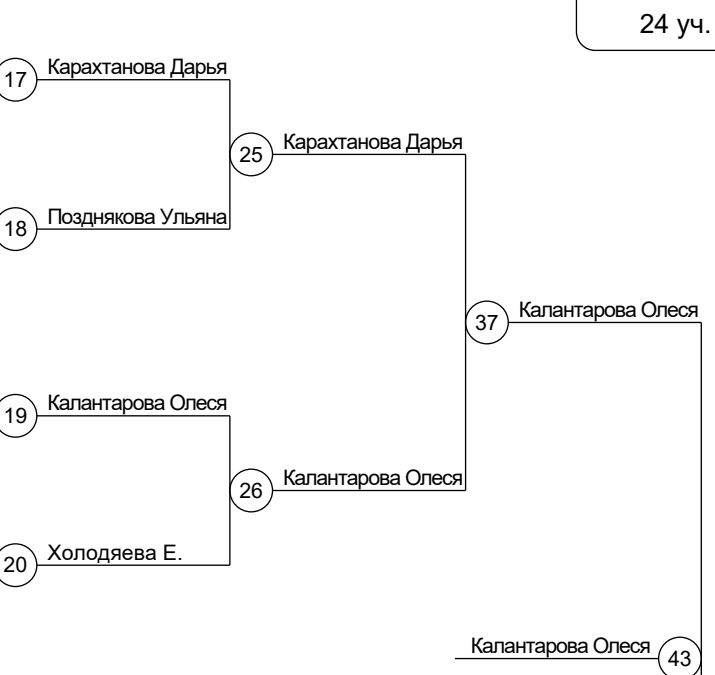 24 уч.
17 Карахтанова Дарья
25 Карахтанова Дарья
18 Позднякова Ульяна
37 Калантарова Олеся
19 Калантарова Олеся
26 Калантарова Олеся
20 Холодяева Е.
Калантарова Олеся 43